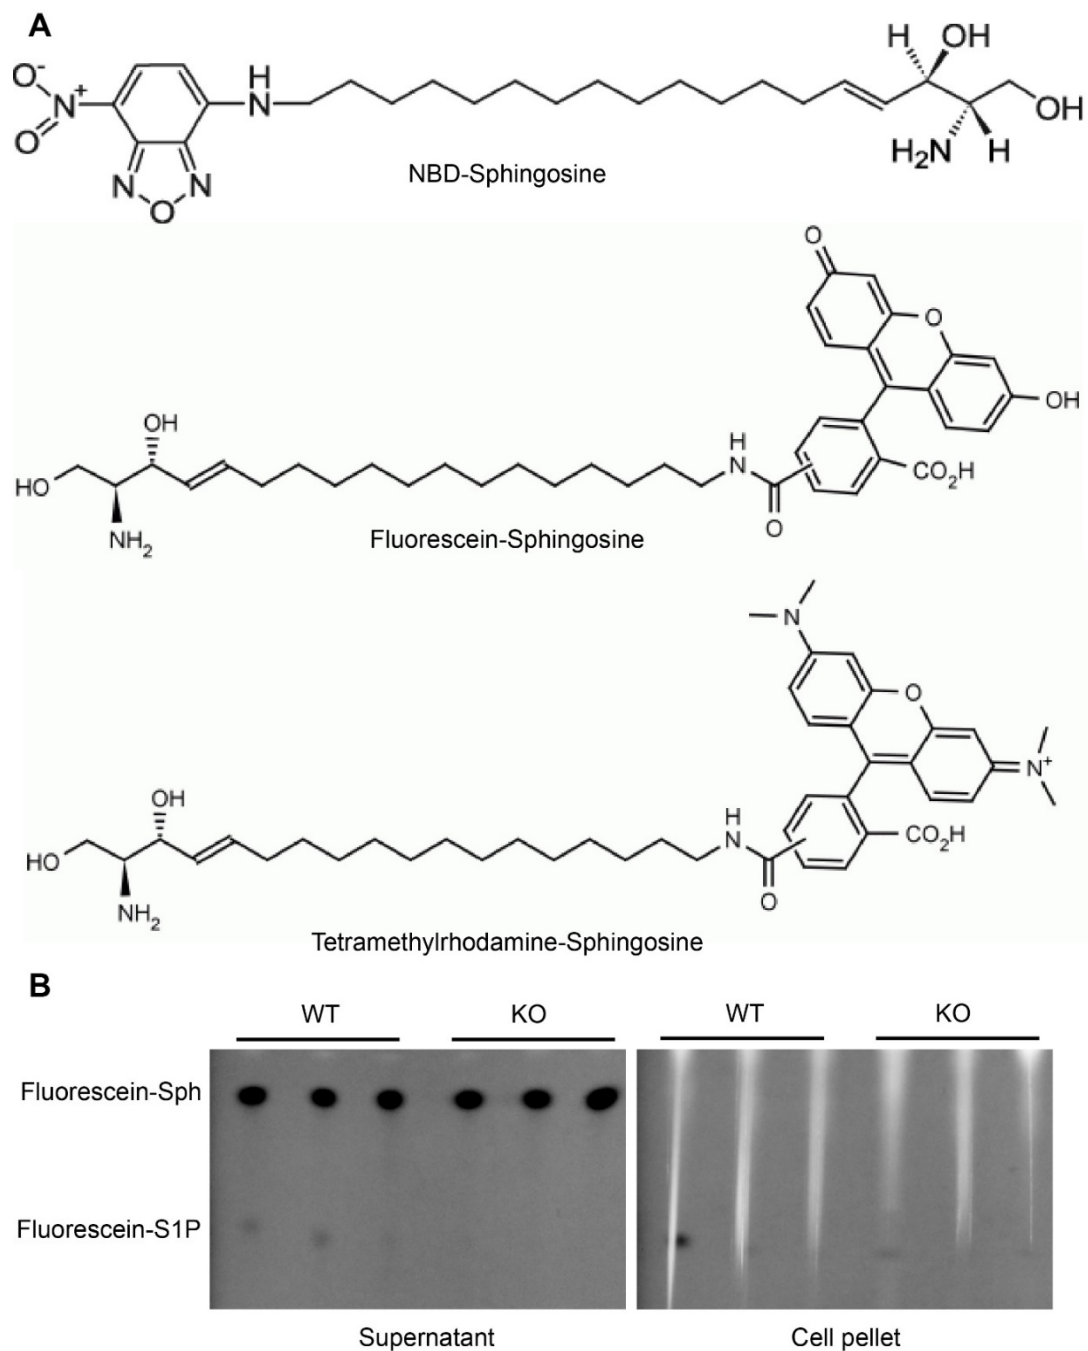 A
O⁻
N⁺
O
H
N
N
O
N
H
OH
OH
H₂N
H
NBD-Sphingosine
O
O
OH
OH
HO
NH₂
H
N
O
CO₂H
Fluorescein-Sphingosine
N
O
N⁺
OH
HO
NH₂
H
N
O
CO₂H
Tetramethylrhodamine-Sphingosine
B
WT
KO
WT
KO
Fluorescein-Sph
Fluorescein-S1P
Supernatant
Cell pellet